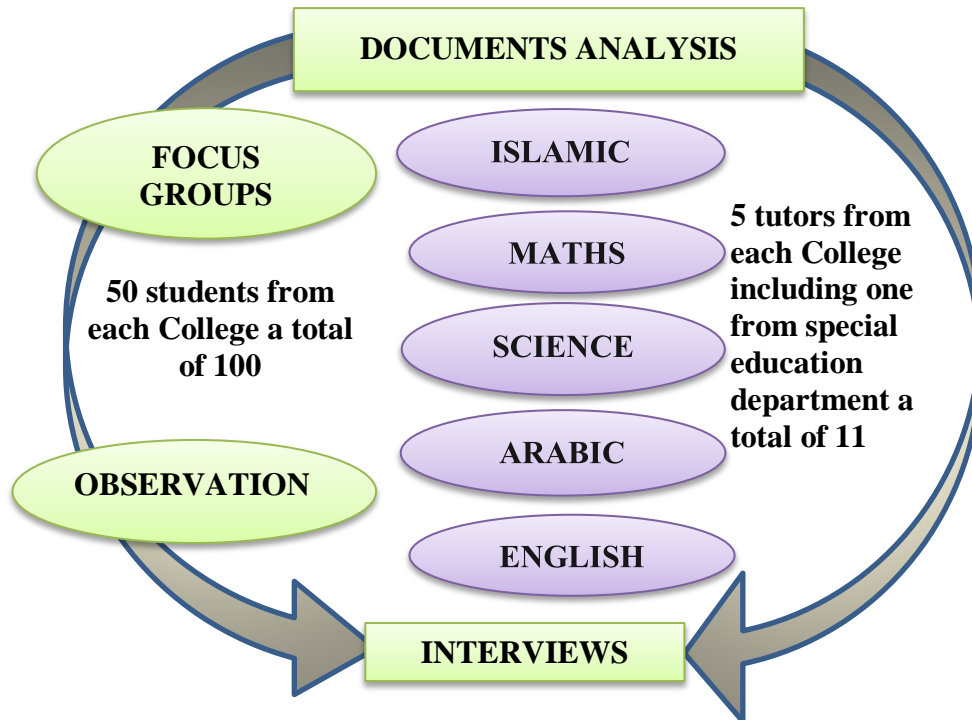 DOCUMENTS ANALYSIS
FOCUS
GROUPS
50 students from
each College a total
of 100
OBSERVATION
ISLAMIC
MATHS
SCIENCE
ARABIC
ENGLISH
5 tutors from
each College
including one
from special
education
department a
total of 11
INTERVIEWS